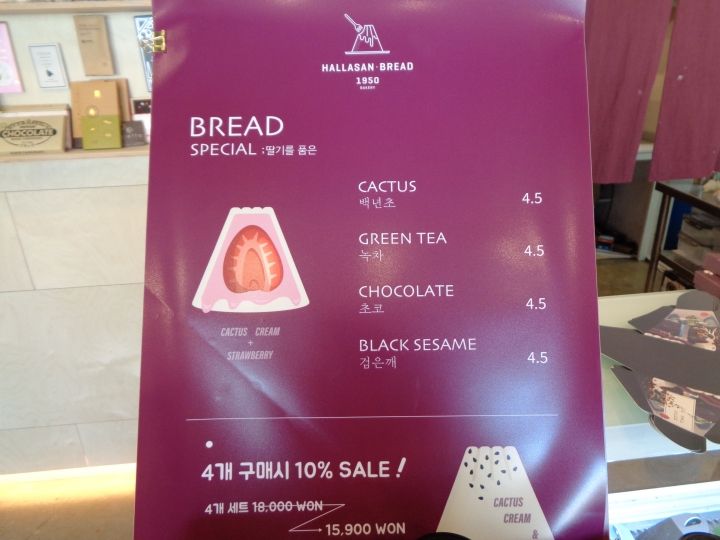 HALLASAN·BREAD
1950
BAKERY
BREAD
SPECIAL ;딸기를 품은
CACTUS 4.5
백년초
GREEN TEA 4.5
녹차
CHOCOLATE 4.5
초코
BLACK SESAME 4.5
검은깨
CACTUS CREAM
+
STRAWBERRY
4개 구매시 10% SALE!
4개 세트 18,000 WON
15,900 WON
CACTUS
CREAM
&
CHOCOLATE